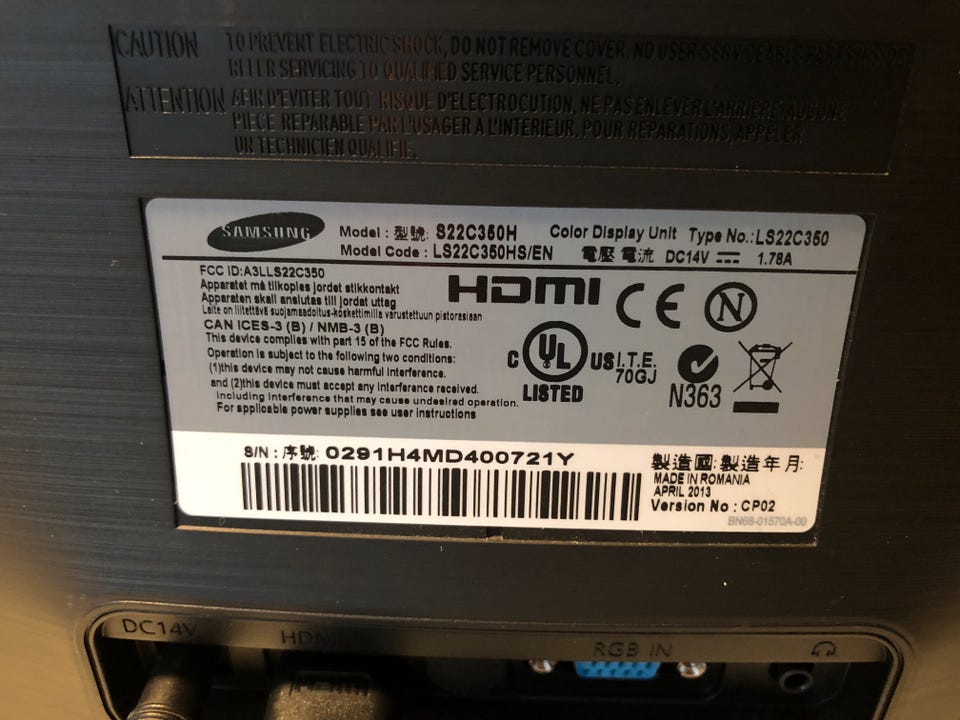 CAUTION TO PREVENT ELECTRIC SHOCK, DO NOT REMOVE COVER, NO USER-SERVICEABLE PARTS INSIDE
REFER SERVICING TO QUALIFIED SERVICE PERSONNEL.
ATTENTION AFIN D'EVITER TOUT RISQUE D'ELECTROCUTION, NE PAS ENLEVER L'ARRIERE. AUCUNE
PIECE REPARABLE PAR L'USAGER A L'INTERIEUR, POUR REPARATIONS, APPELER
UN TECHNICIEN QUALIFIE.
SAMSUNG
Model : 型號: S22C350H Color Display Unit Type No.: LS22C350
Model Code : LS22C350HS/EN 電壓 電流 DC14V 1.78A
FCC ID:A3LLS22C350
Apparatet må tilkoples jordet stikkontakt
Apparaten skall anslutas till jordat uttag
Laite on liitettävä suojamaadoitus-koskettimilla varustettuun pistorasiaan
CAN ICES-3 (B) / NMB-3 (B)
This device complies with part 15 of the FCC Rules.
Operation is subject to the following two conditions:
(1)this device may not cause harmful interference.
and (2)this device must accept any interference received.
including interference that may cause undesired operation.
For applicable power supplies see user instructions
HDMI CE N
C UL US I.T.E.
70GJ
LISTED
N363
S/N : 序號: 0291H4MD400721Y
製造國: 製造年月:
MADE IN ROMANIA
APRIL 2013
Version No : CP02
BN68-01570A-00
DC14V HDMI RGB IN